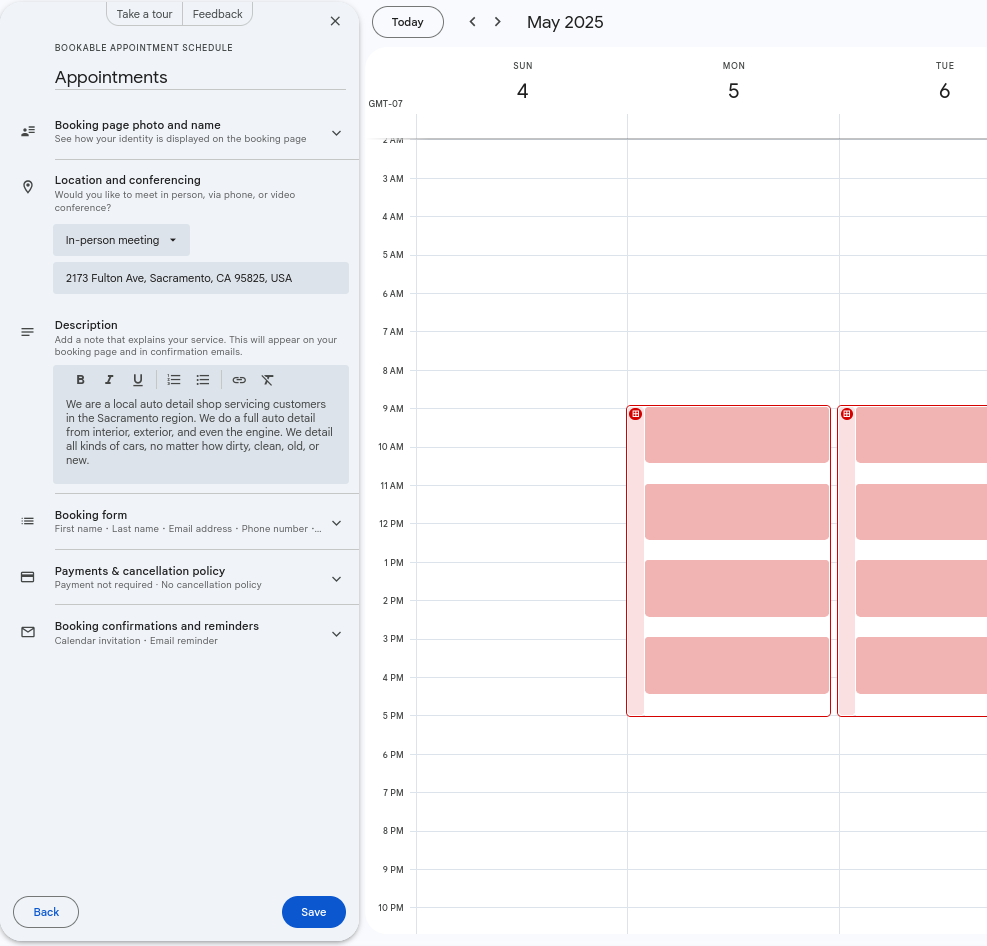 Take a tour
Feedback
BOOKABLE APPOINTMENT SCHEDULE
Appointments
Booking page photo and name
See how your identity is displayed on the booking page
Location and conferencing
Would you like to meet in person, via phone, or video
conference?
In-person meeting
2173 Fulton Ave, Sacramento, CA 95825, USA
Description
Add a note that explains your service. This will appear on your
booking page and in confirmation emails.
B I U
We are a local auto detail shop servicing customers
in the Sacramento region. We do a full auto detail
from interior, exterior, and even the engine. We detail
all kinds of cars, no matter how dirty, clean, old, or
new.
Booking form
First name · Last name · Email address · Phone number ·...
Payments & cancellation policy
Payment not required · No cancellation policy
Booking confirmations and reminders
Calendar invitation · Email reminder
Back
Save
Today
May 2025
SUN
4
MON
5
TUE
6
GMT-07
2 AM
3 AM
4 AM
5 AM
6 AM
7 AM
8 AM
9 AM
10 AM
11 AM
12 PM
1 PM
2 PM
3 PM
4 PM
5 PM
6 PM
7 PM
8 PM
9 PM
10 PM